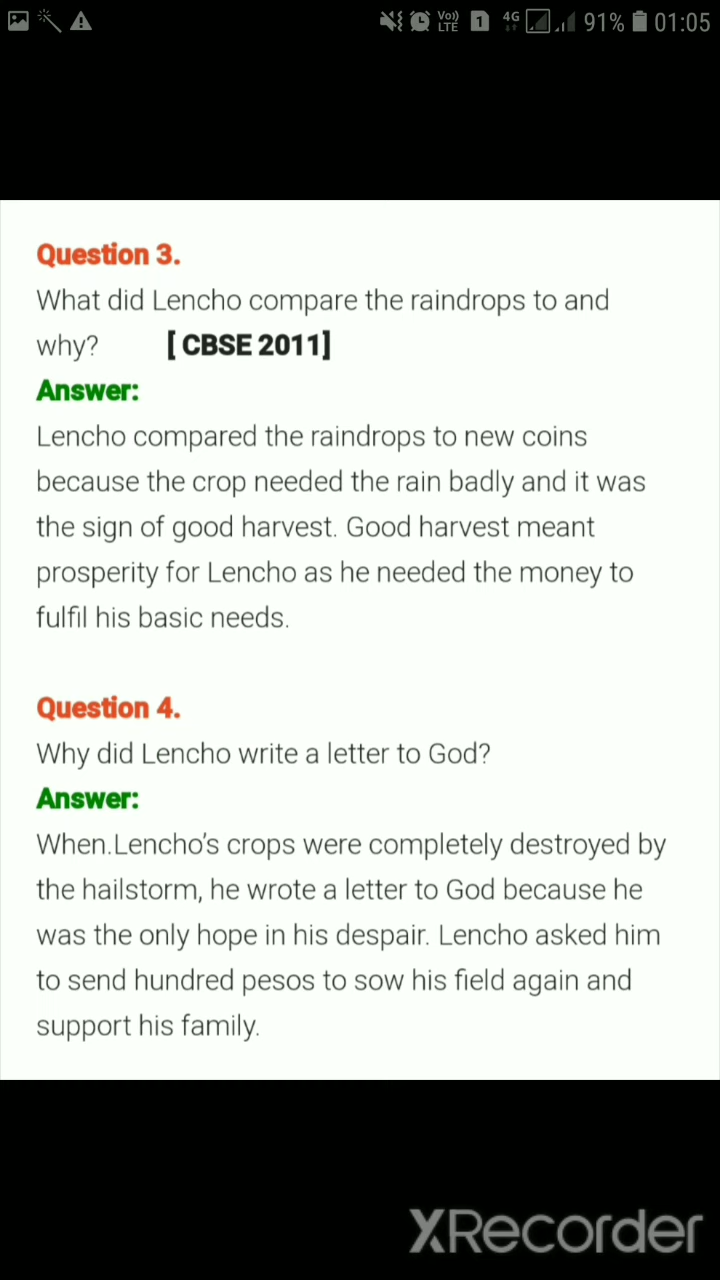 Vo)) LTE 1 4G 91% 01:05
Question 3.
What did Lencho compare the raindrops to and
why? [ CBSE 2011]
Answer:
Lencho compared the raindrops to new coins
because the crop needed the rain badly and it was
the sign of good harvest. Good harvest meant
prosperity for Lencho as he needed the money to
fulfil his basic needs.
Question 4.
Why did Lencho write a letter to God?
Answer:
When.Lencho's crops were completely destroyed by
the hailstorm, he wrote a letter to God because he
was the only hope in his despair. Lencho asked him
to send hundred pesos to sow his field again and
support his family.
XRecorder